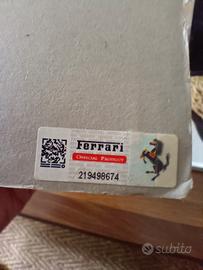 Ferrari
OFFICIAL PRODUCT
219498674
subito